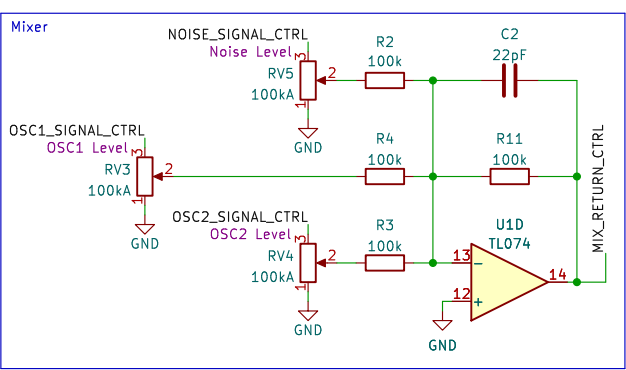 Mixer
NOISE_SIGNAL_CTRL
Noise Level
3
RV5
2
100kA
1
GND
R2
100k
C2
22pF
OSC1_SIGNAL_CTRL
OSC1 Level
3
RV3
2
100kA
1
GND
R4
100k
R11
100k
MIX_RETURN_CTRL
OSC2_SIGNAL_CTRL
OSC2 Level
3
RV4
2
100kA
1
GND
R3
100k
U1D
TL074
13
−
14
12
+
GND